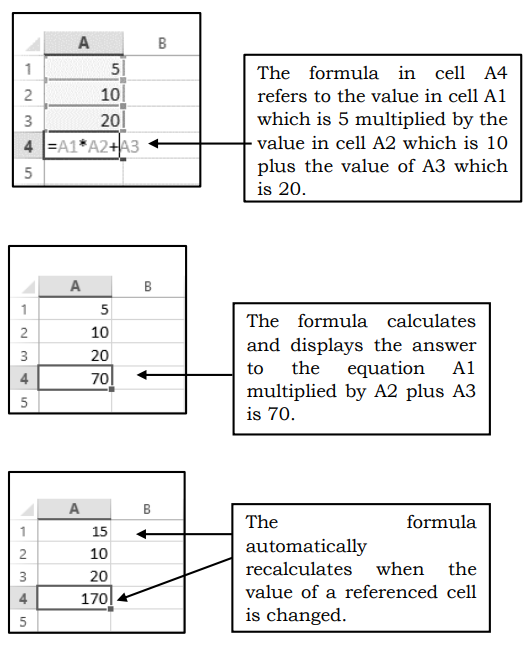 A B
1 5
2 10
3 20
4 =A1*A2+A3
5
The formula in cell A4
refers to the value in cell A1
which is 5 multiplied by the
value in cell A2 which is 10
plus the value of A3 which
is 20.
A B
1 5
2 10
3 20
4 70
5
The formula calculates
and displays the answer
to the equation A1
multiplied by A2 plus A3
is 70.
A B
1 15
2 10
3 20
4 170
5
The formula
automatically
recalculates when the
value of a referenced cell
is changed.